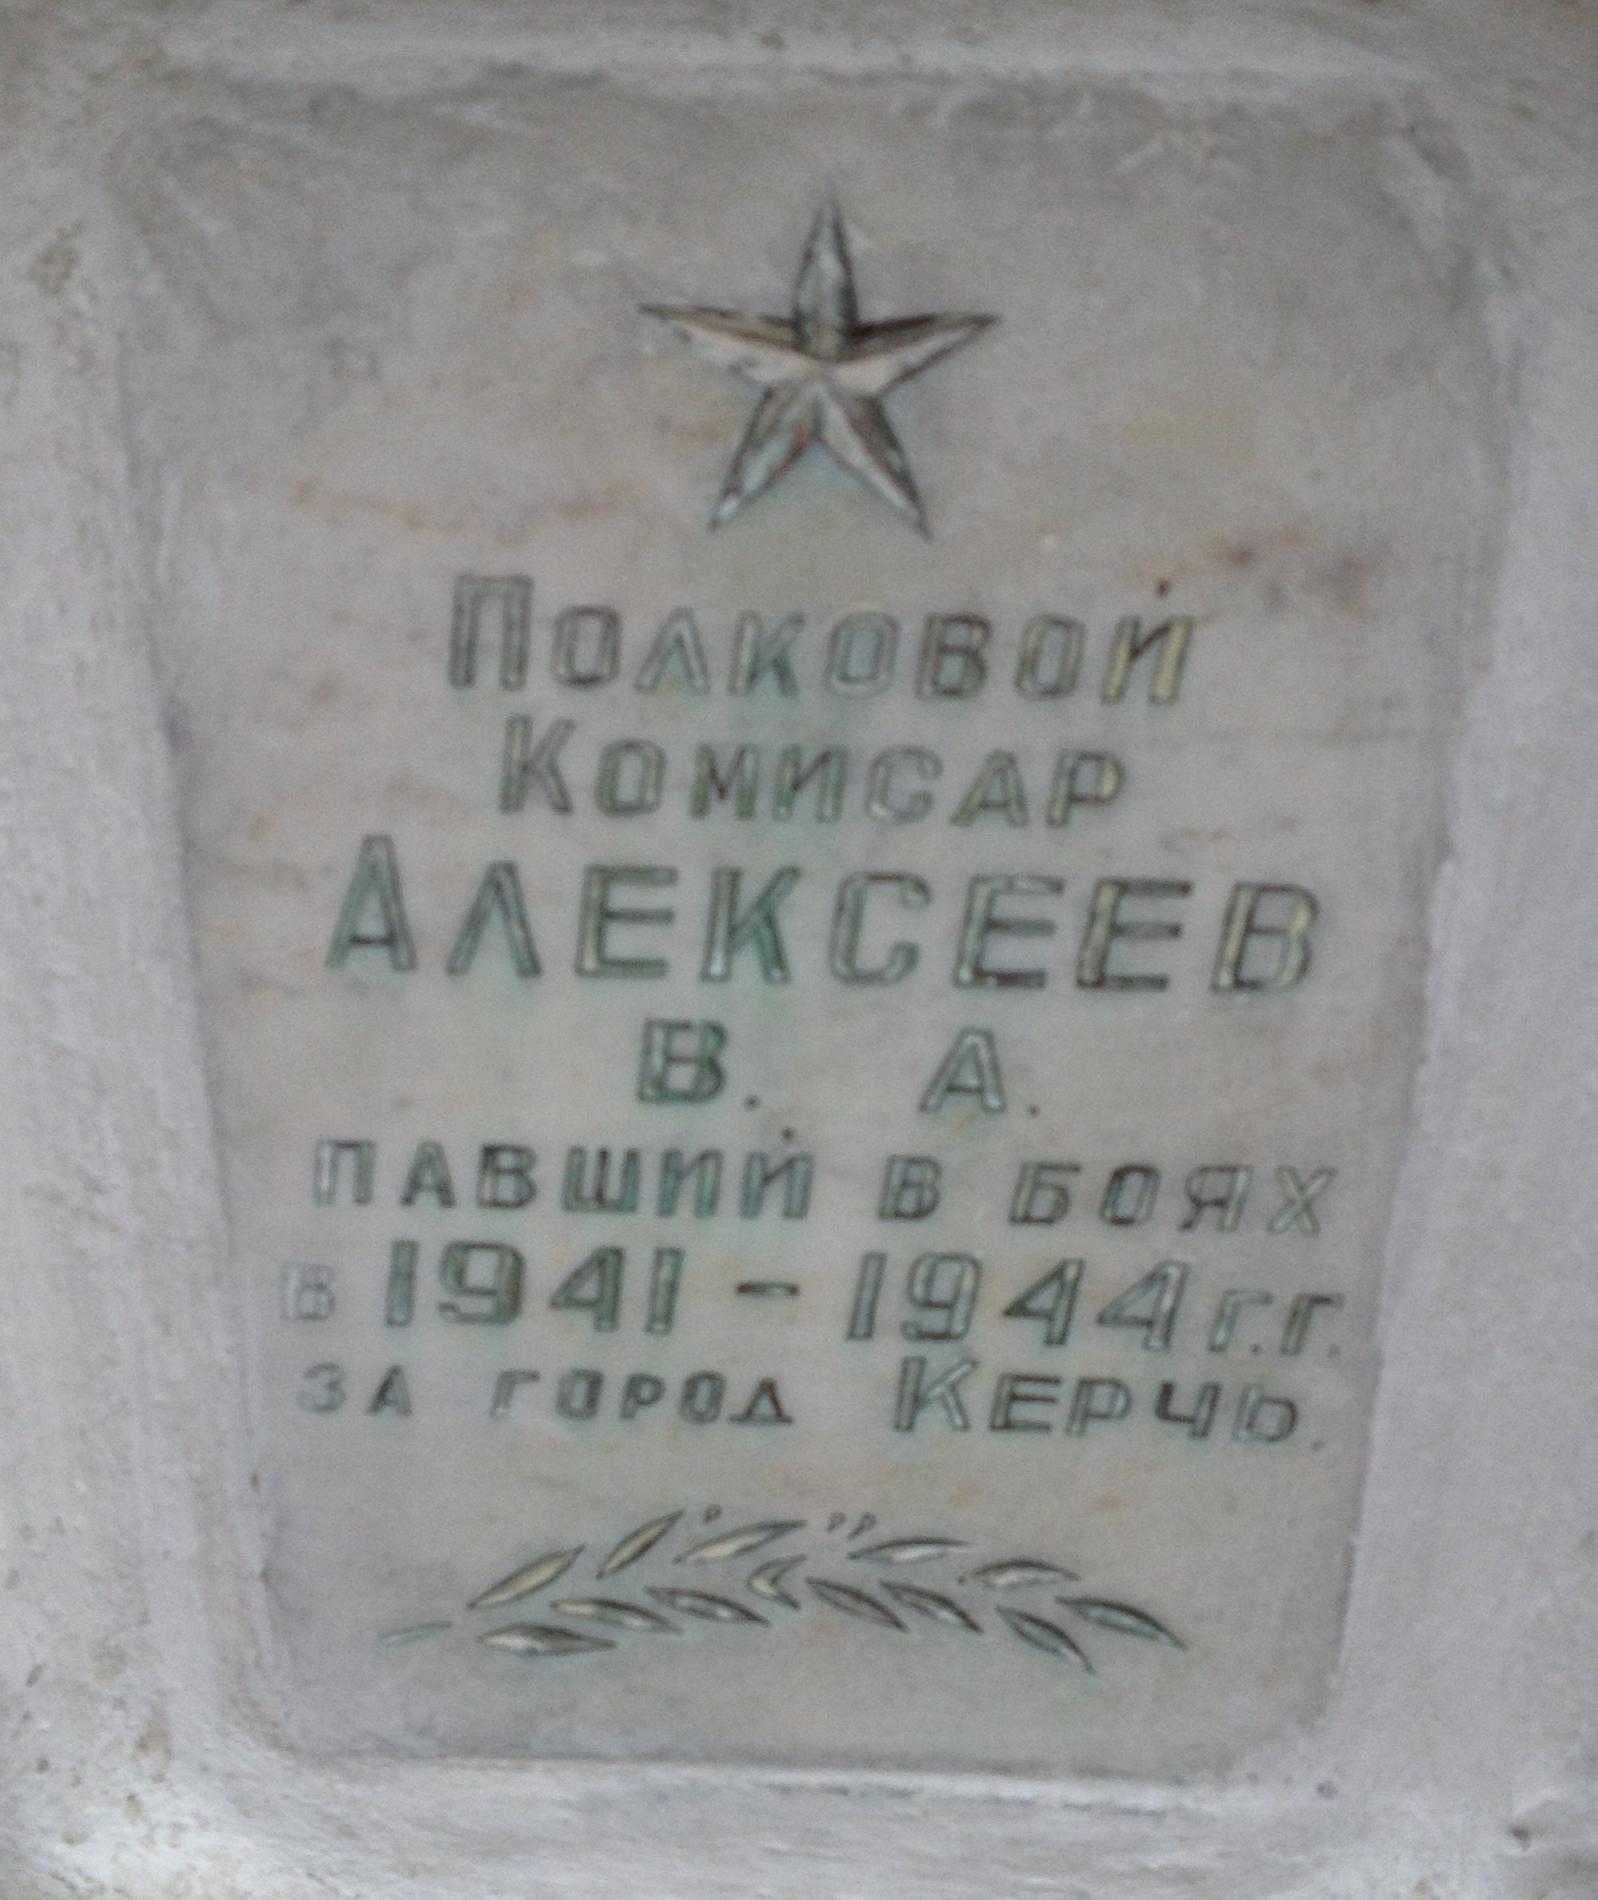 Полковой
Комисар
Алексеев
В. А.
павший в боях
в 1941 - 1944 г.г.
за город Керчь.